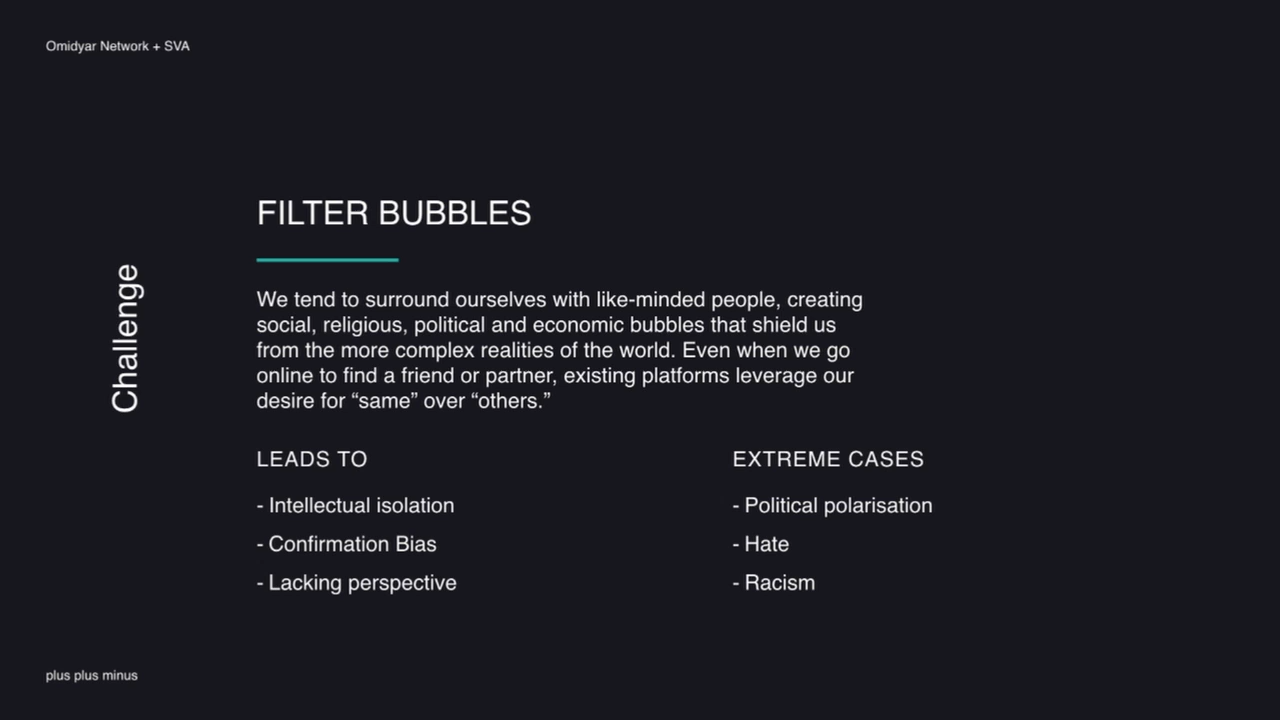 Omidyar Network + SVA
Challenge
FILTER BUBBLES
We tend to surround ourselves with like-minded people, creating
social, religious, political and economic bubbles that shield us
from the more complex realities of the world. Even when we go
online to find a friend or partner, existing platforms leverage our
desire for “same” over “others.”
LEADS TO
- Intellectual isolation
- Confirmation Bias
- Lacking perspective
EXTREME CASES
- Political polarisation
- Hate
- Racism
plus plus minus